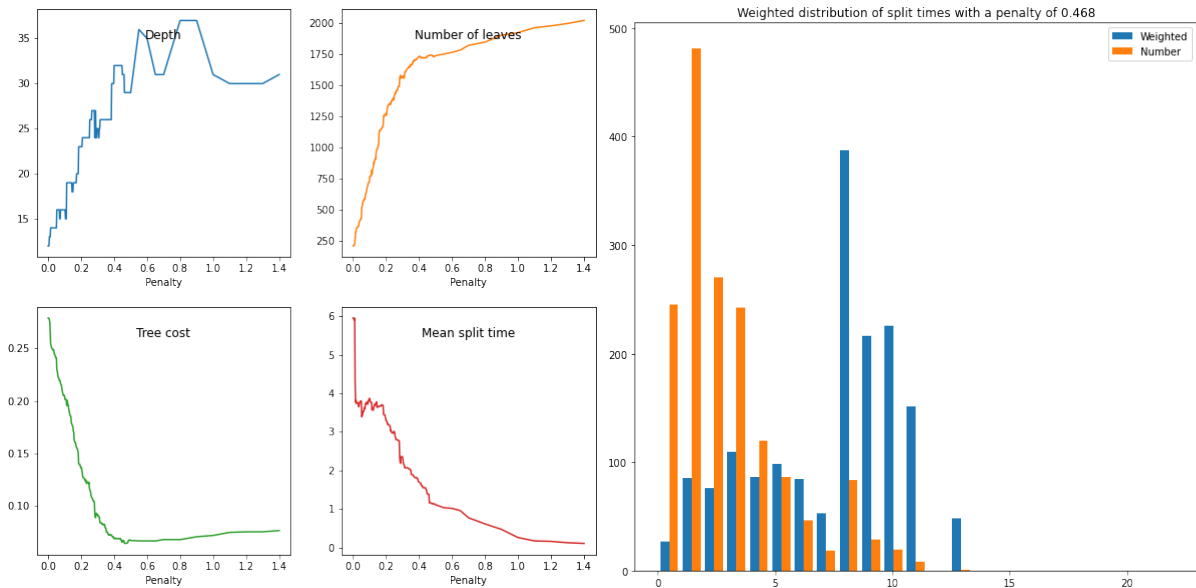 Depth
35
30
25
20
15
0.0 0.2 0.4 0.6 0.8 1.0 1.2 1.4
Penalty
Number of leaves
2000
1750
1500
1250
1000
750
500
250
0.0 0.2 0.4 0.6 0.8 1.0 1.2 1.4
Penalty
Tree cost
0.25
0.20
0.15
0.10
0.0 0.2 0.4 0.6 0.8 1.0 1.2 1.4
Penalty
Mean split time
6
5
4
3
2
1
0
0.0 0.2 0.4 0.6 0.8 1.0 1.2 1.4
Penalty
Weighted distribution of split times with a penalty of 0.468
Weighted
Number
500
400
300
200
100
0
0 5 10 15 20